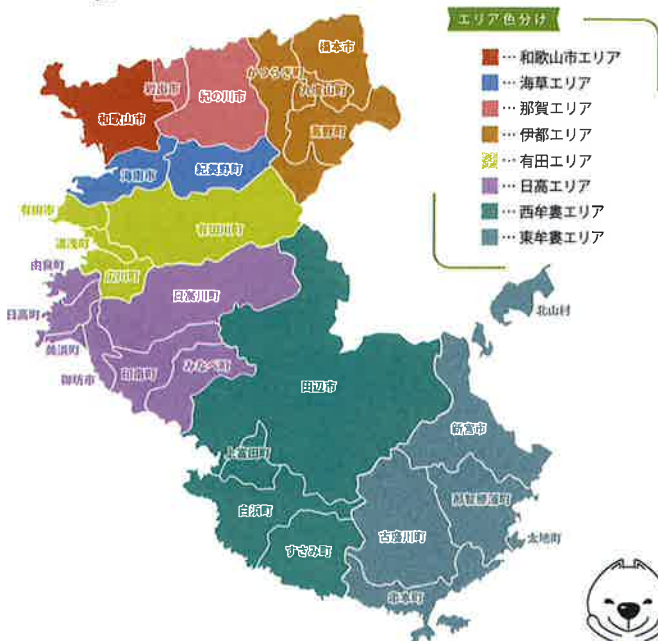 エリア色分け
…和歌山市エリア
…海草エリア
…那賀エリア
…伊都エリア
…有田エリア
…日高エリア
…西牟婁エリア
…東牟婁エリア
橋本市
かつらぎ町
九度山町
高野町
岩出市
紀の川市
和歌山市
海南市
紀美野町
有田市
有田川町
湯浅町
広川町
由良町
日高川町
日高町
美浜町
御坊市
印南町
みなべ町
北山村
田辺市
新宮市
上富田町
那智勝浦町
白浜町
古座川町
太地町
すさみ町
串本町